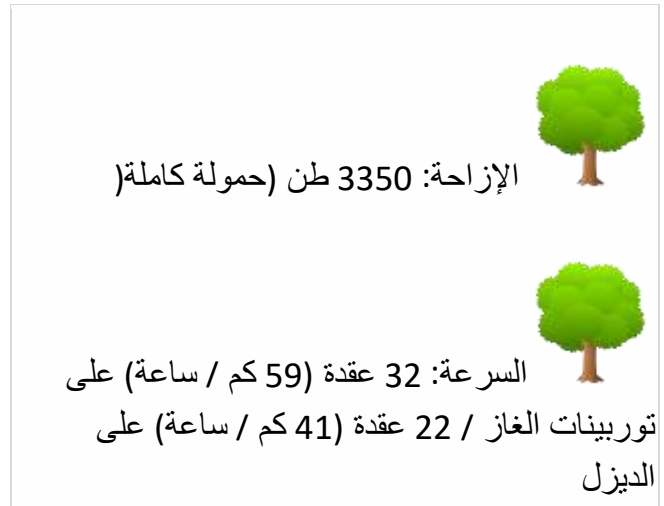 الإزاحة: 3350 طن (حمولة كاملة(
السرعة: 32 عقدة (59 كم / ساعة) على
توربينات الغاز / 22 عقدة (41 كم / ساعة) على
الديزل